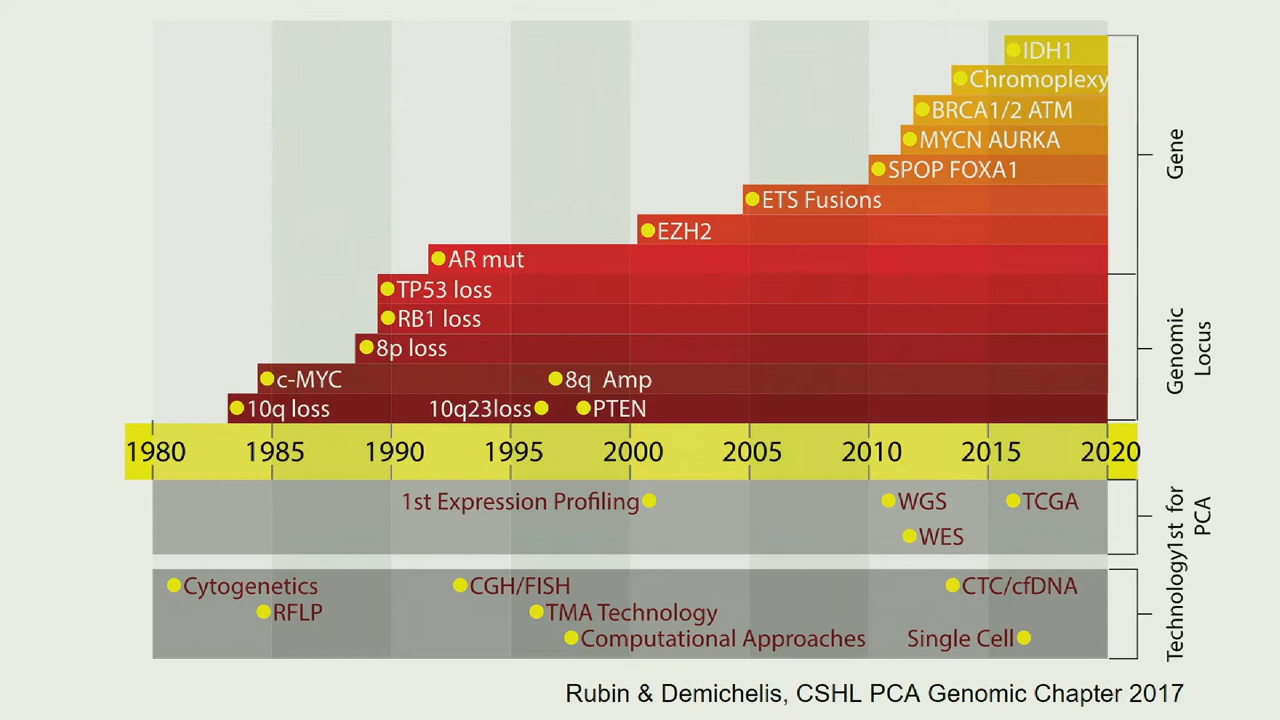 IDH1
Chromoplexy
BRCA1/2 ATM
MYCN AURKA
SPOP FOXA1
ETS Fusions
EZH2
AR mut
TP53 loss
RB1 loss
8p loss
c-MYC 8q Amp
10q loss 10q23loss PTEN
Gene
Genomic
Locus
1980 1985 1990 1995 2000 2005 2010 2015 2020
1st Expression Profiling WGS TCGA
WES
1st for
PCA
Cytogenetics CGH/FISH CTC/cfDNA
RFLP TMA Technology
Computational Approaches Single Cell
Technology
Rubin & Demichelis, CSHL PCA Genomic Chapter 2017